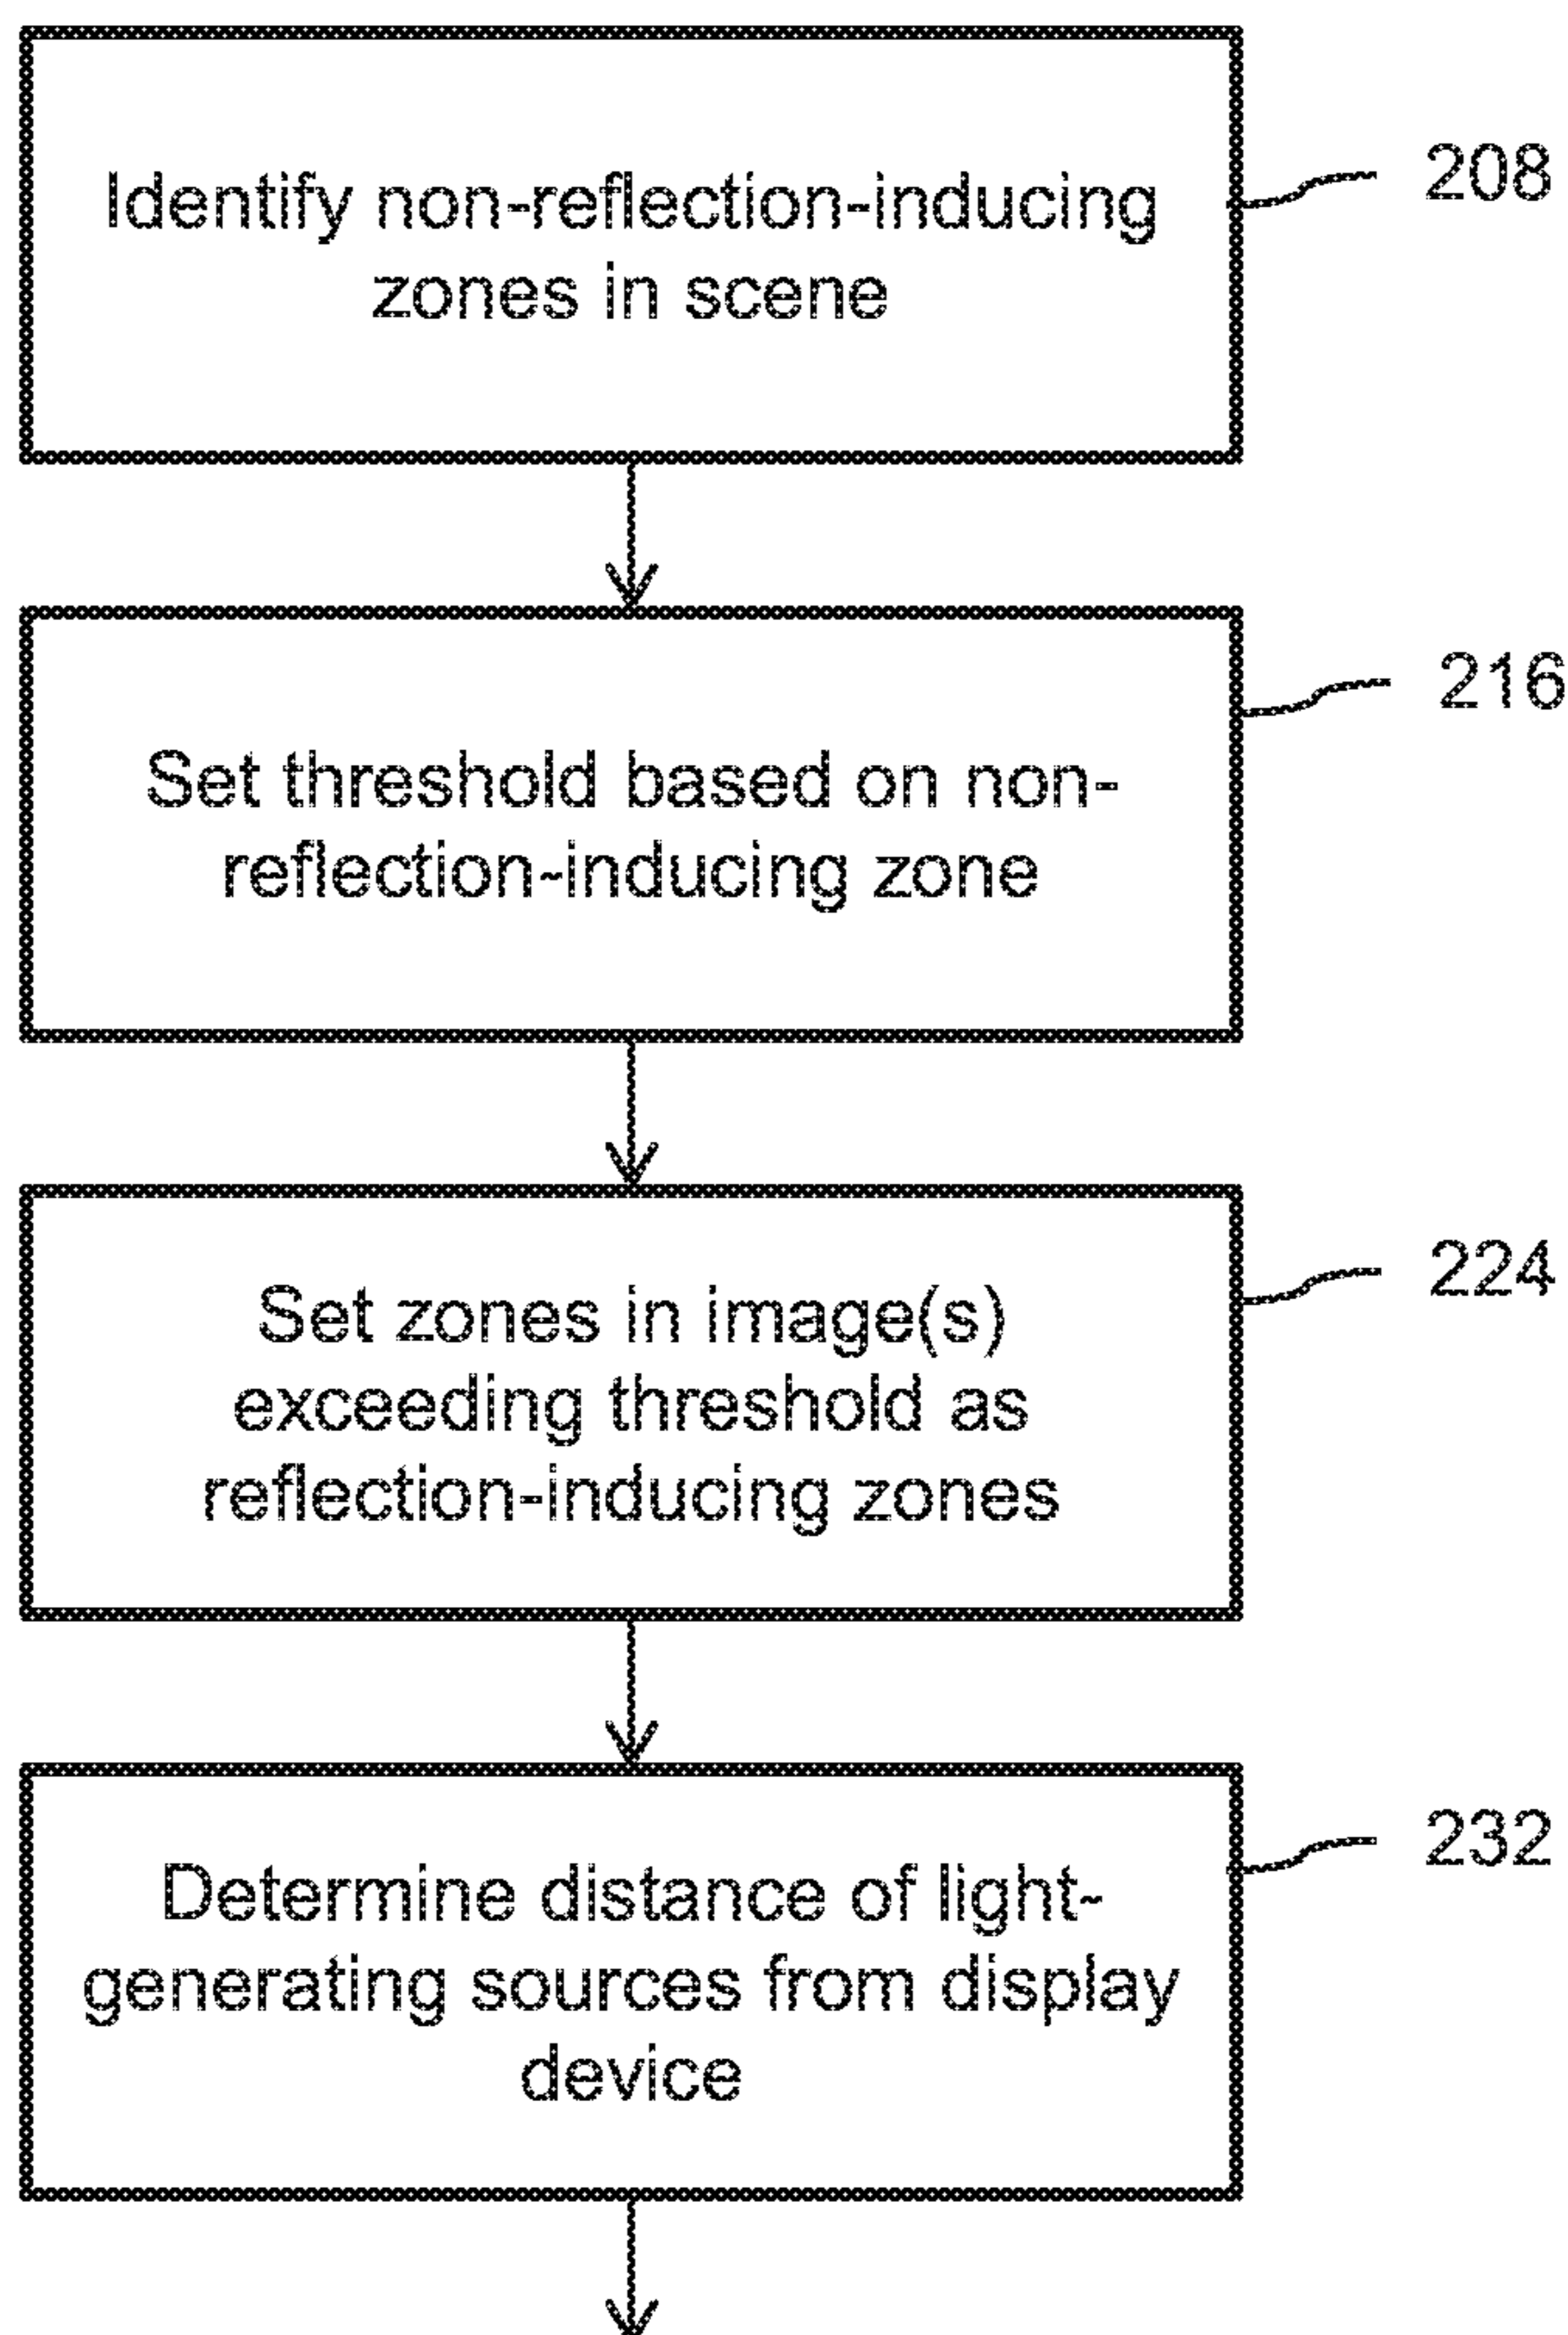 Identify non-reflection-inducing
zones in scene
208
Set threshold based on non-
reflection-inducing zone
216
Set zones in image(s)
exceeding threshold as
reflection-inducing zones
224
Determine distance of light-
generating sources from display
device
232